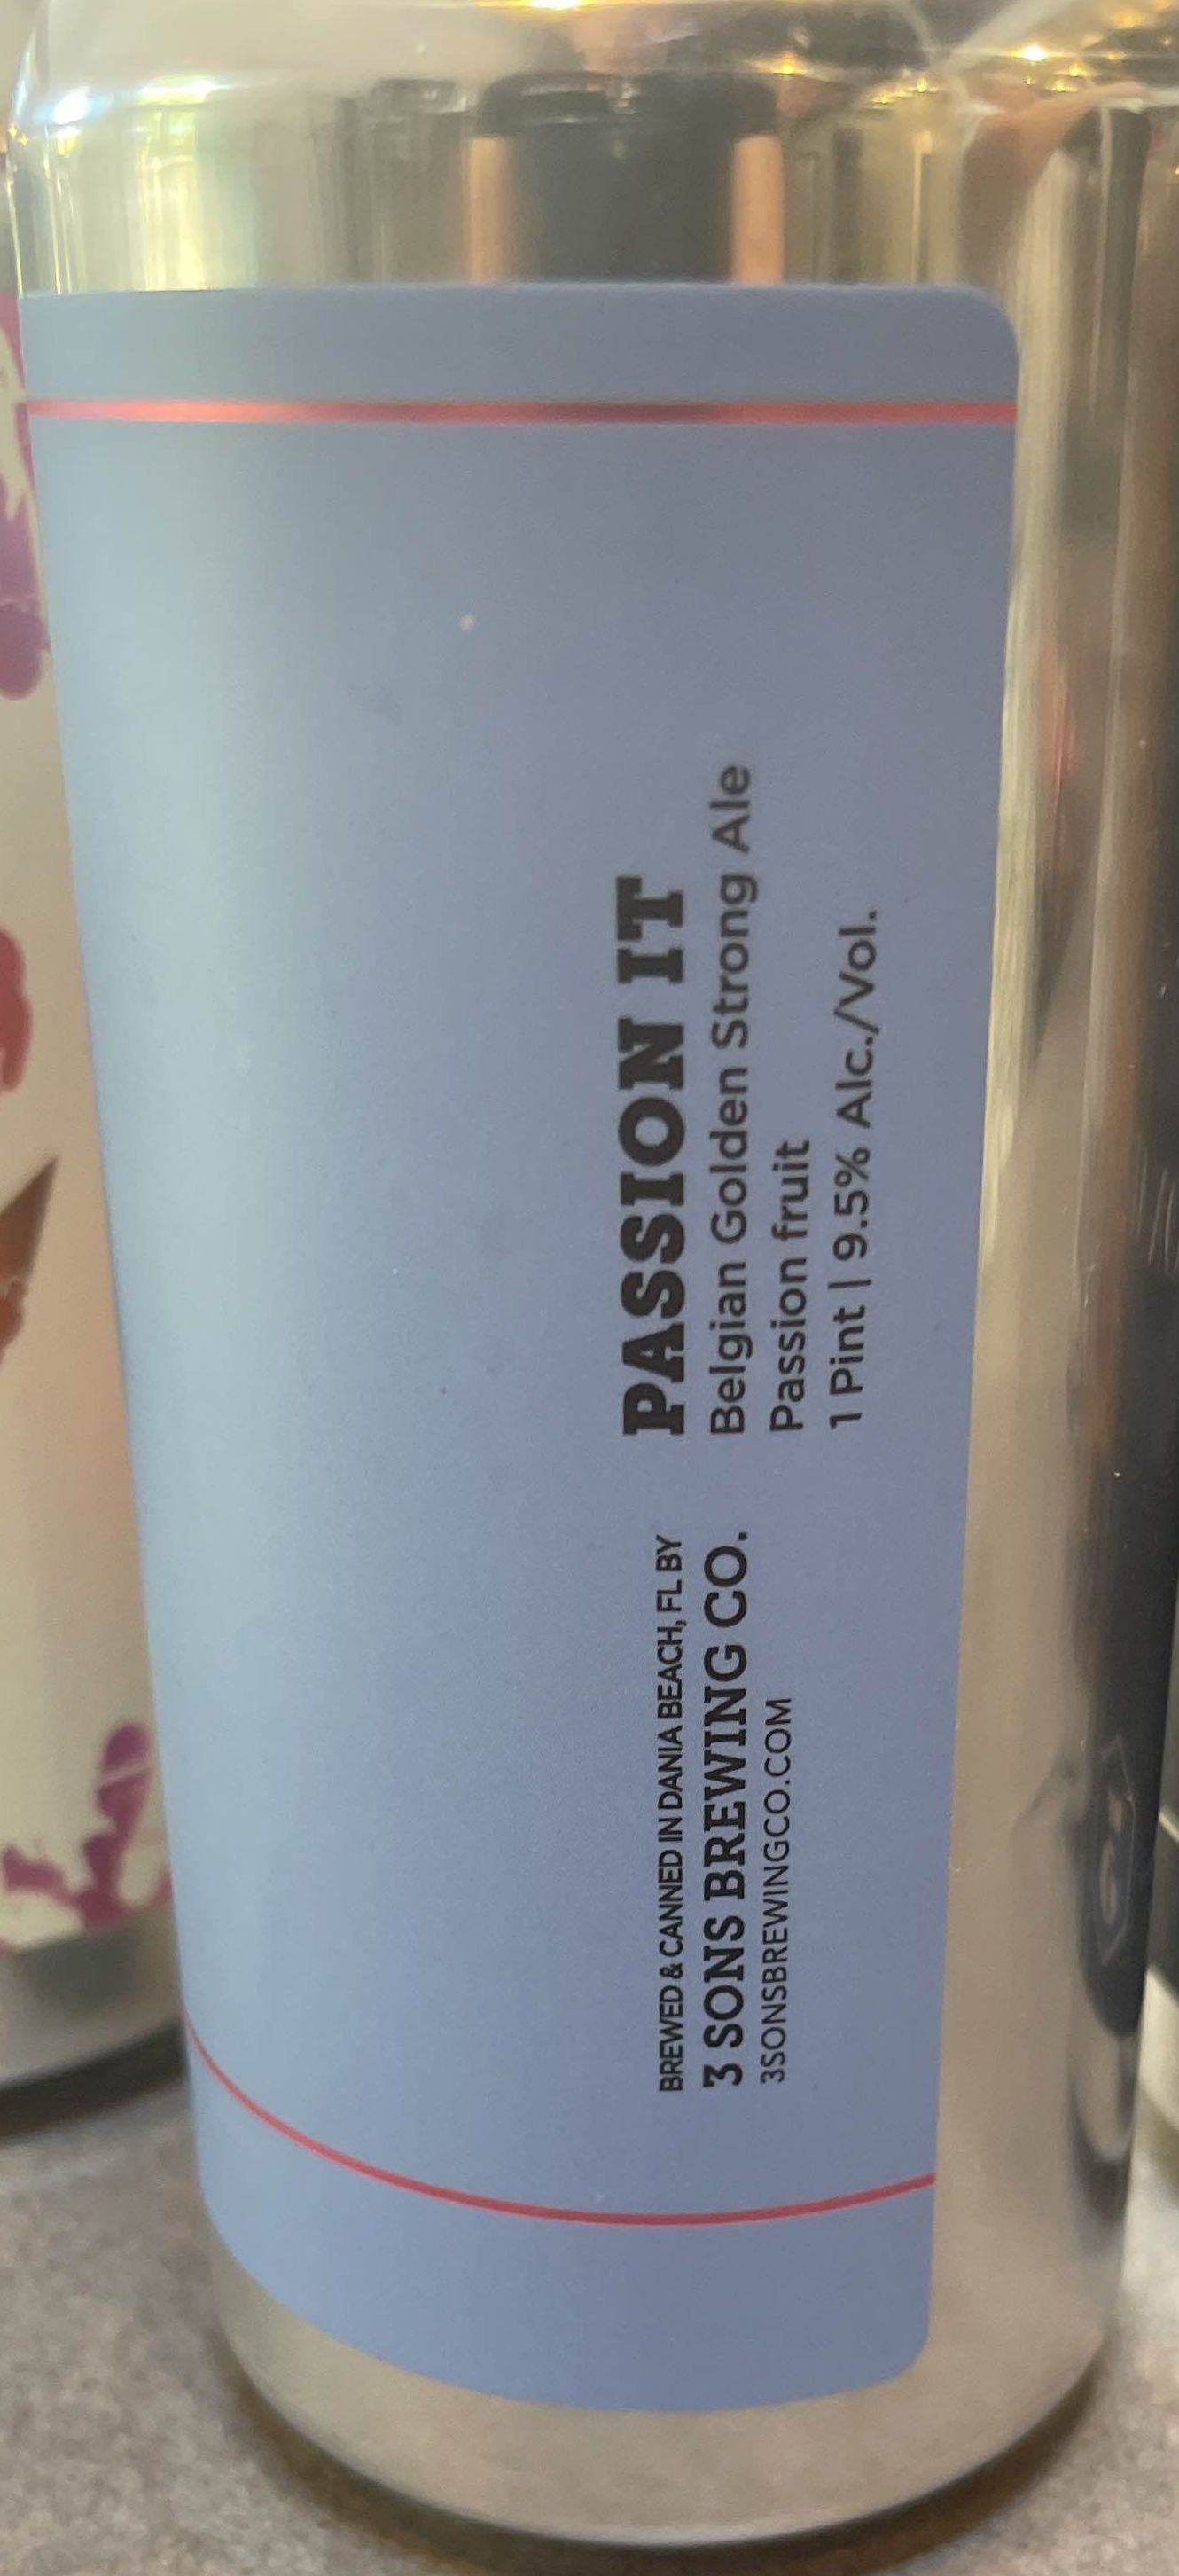 PASSION IT
Belgian Golden Strong Ale
Passion fruit
1 Pint | 9.5% Alc./Vol.
BREWED & CANNED IN DANIA BEACH, FL BY
3 SONS BREWING CO.
3SONSBREWINGCO.COM